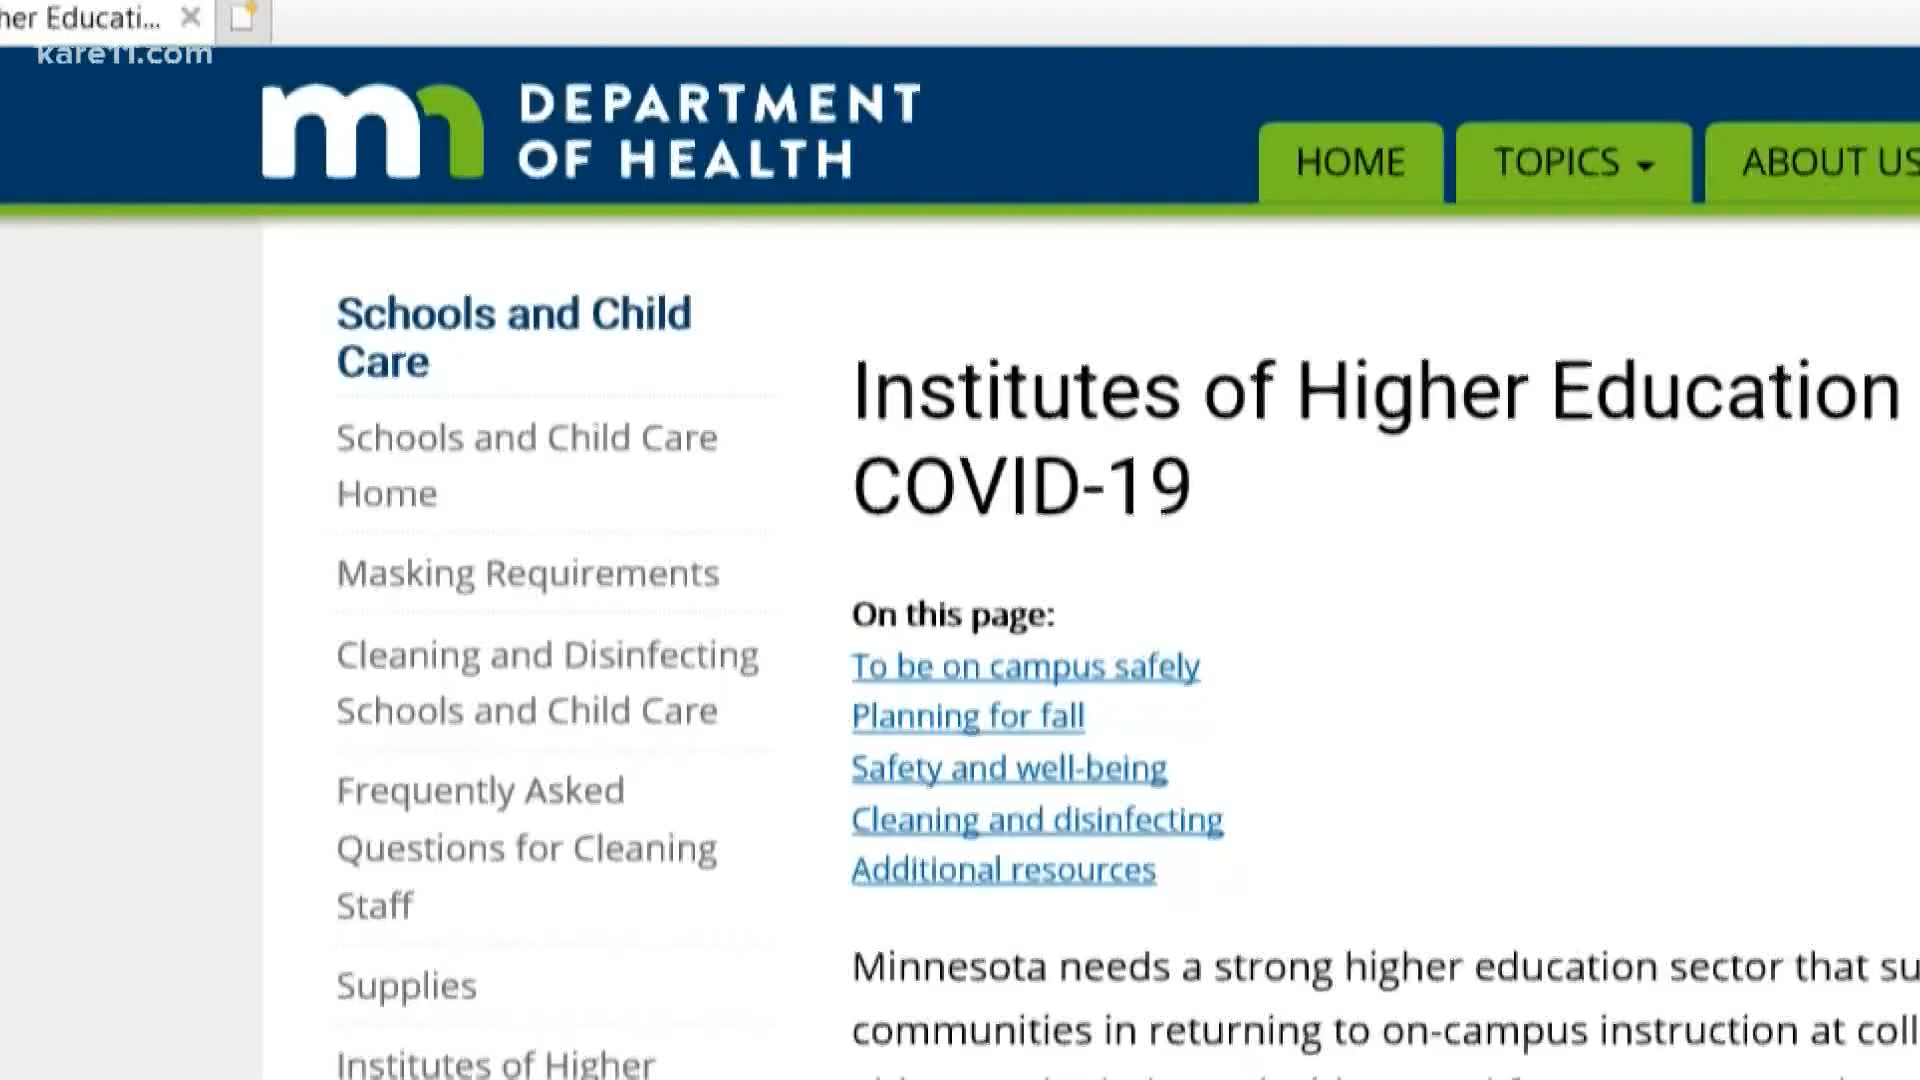 her Educati...
kare11.com
mn DEPARTMENT
OF HEALTH
HOME
TOPICS
ABOUT US
Schools and Child
Care
Schools and Child Care
Home
Masking Requirements
Cleaning and Disinfecting
Schools and Child Care
Frequently Asked
Questions for Cleaning
Staff
Supplies
Institutes of Higher
Institutes of Higher Education
COVID-19
On this page:
To be on campus safely
Planning for fall
Safety and well-being
Cleaning and disinfecting
Additional resources
Minnesota needs a strong higher education sector that su
communities in returning to on-campus instruction at coll